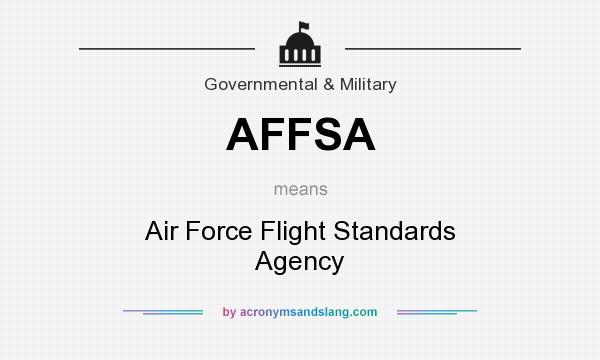 Governmental & Military
AFFSA
means
Air Force Flight Standards
Agency
by acronymsandslang.com